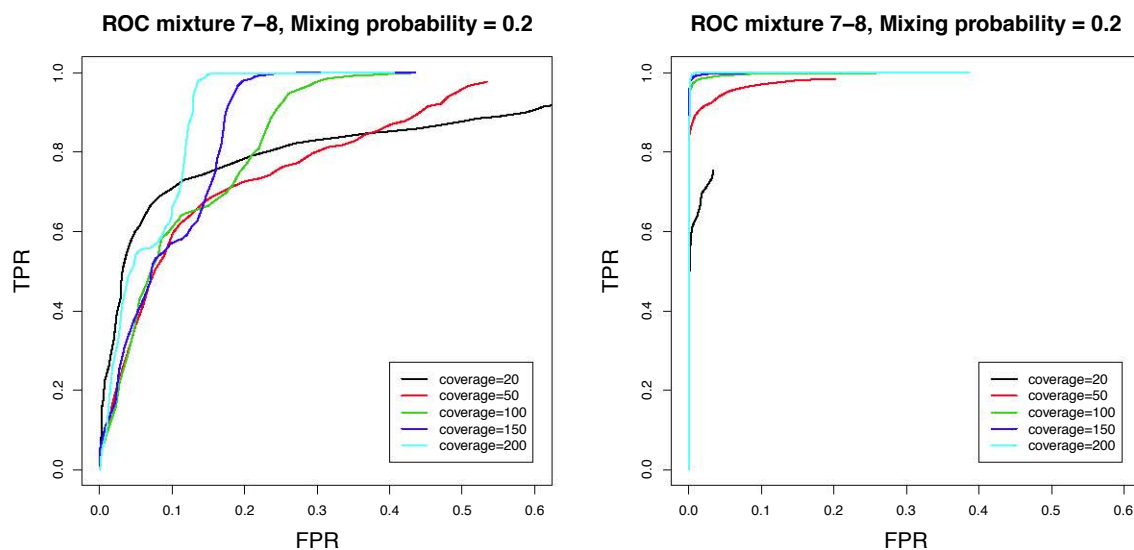 ROC mixture 7−8, Mixing probability = 0.2
TPR
1.0
0.8
0.6
0.4
0.2
0.0
coverage=20
coverage=50
coverage=100
coverage=150
coverage=200
0.0 0.1 0.2 0.3 0.4 0.5 0.6
FPR
ROC mixture 7−8, Mixing probability = 0.2
TPR
1.0
0.8
0.6
0.4
0.2
0.0
coverage=20
coverage=50
coverage=100
coverage=150
coverage=200
0.0 0.1 0.2 0.3 0.4 0.5 0.6
FPR